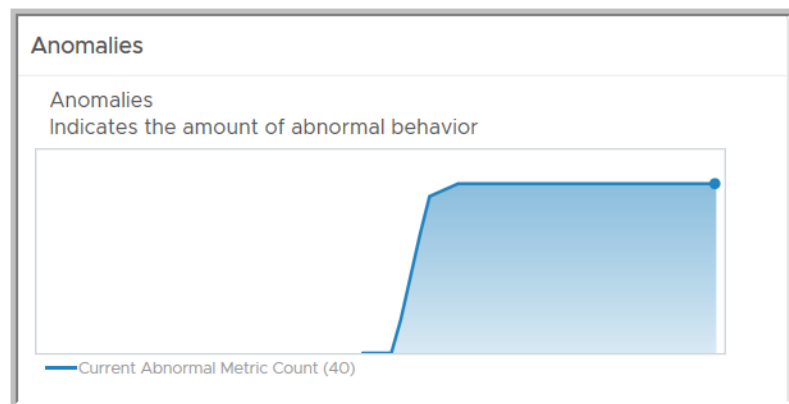 Anomalies
Anomalies
Indicates the amount of abnormal behavior
Current Abnormal Metric Count (40)